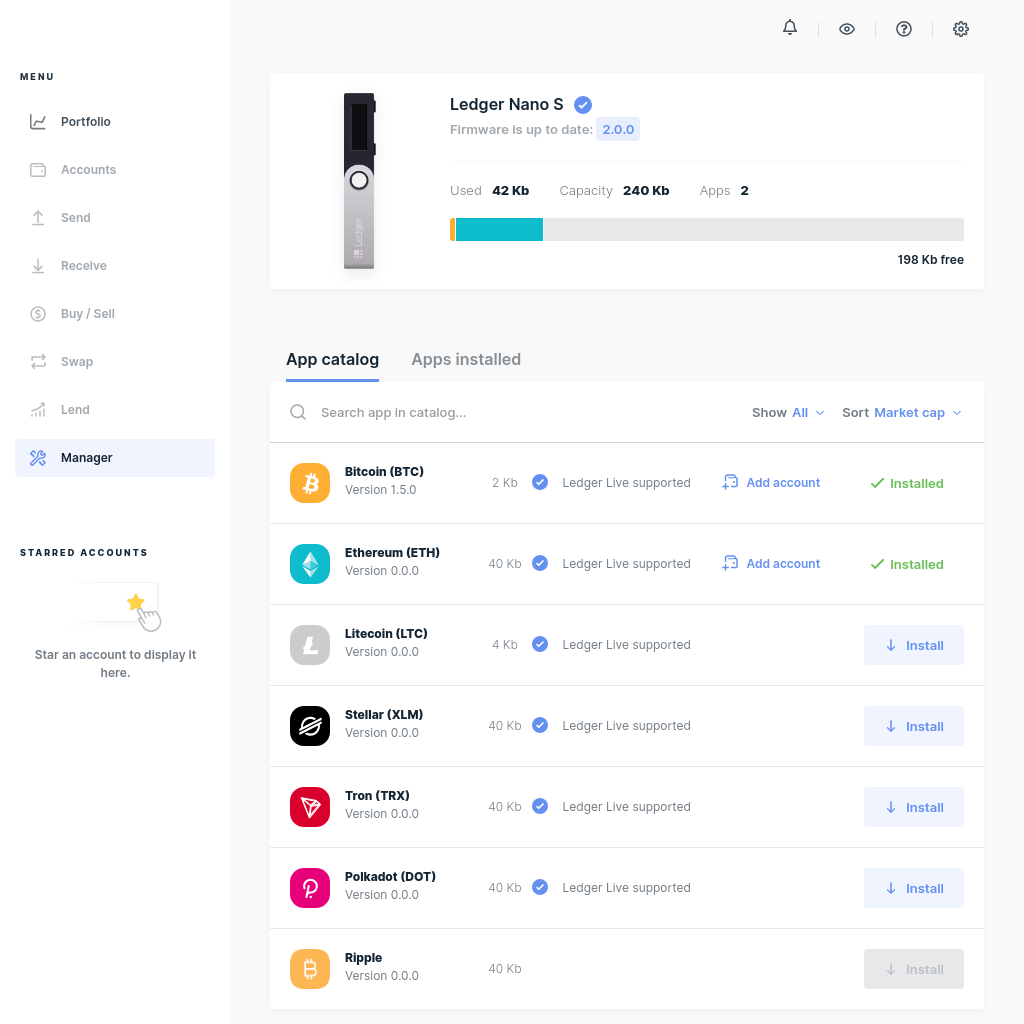 MENU
Portfolio
Accounts
Send
Receive
Buy / Sell
Swap
Lend
Manager
STARRED ACCOUNTS
Star an account to display it
here.
Ledger
Ledger Nano S
Firmware is up to date: 2.0.0
Used 42 Kb Capacity 240 Kb Apps 2
198 Kb free
App catalog Apps installed
Search app in catalog... Show All Sort Market cap
Bitcoin (BTC)
Version 1.5.0
2 Kb Ledger Live supported Add account Installed
Ethereum (ETH)
Version 0.0.0
40 Kb Ledger Live supported Add account Installed
Litecoin (LTC)
Version 0.0.0
4 Kb Ledger Live supported Install
Stellar (XLM)
Version 0.0.0
40 Kb Ledger Live supported Install
Tron (TRX)
Version 0.0.0
40 Kb Ledger Live supported Install
Polkadot (DOT)
Version 0.0.0
40 Kb Ledger Live supported Install
Ripple
Version 0.0.0
40 Kb Install